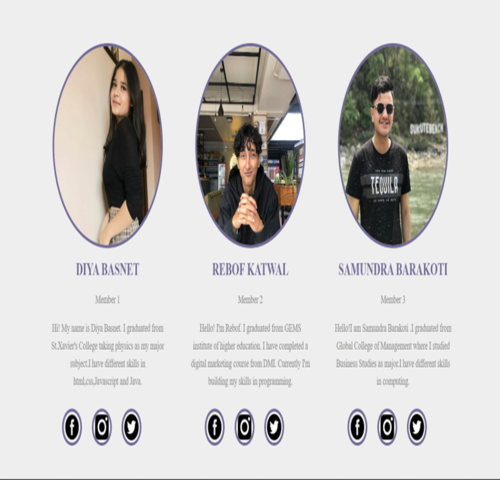 DUKUTEBEACH
TEQUILA
DIYA BASNET
Member 1
Hi! My name is Diya Basnet. I graduated from
St.Xavier's College taking physics as my major
subject.I have different skills in
html,css,Javascript and Java.
REBOF KATWAL
Member 2
Hello! I'm Rebof. I graduated from GEMS
institute of higher education. I have completed a
digital marketing course from DMI. Currently I'm
building my skills in programming.
SAMUNDRA BARAKOTI
Member 3
Hello!I am Samundra Barakoti .I graduated from
Global College of Management where I studied
Business Studies as major.I have different skills
in computing.